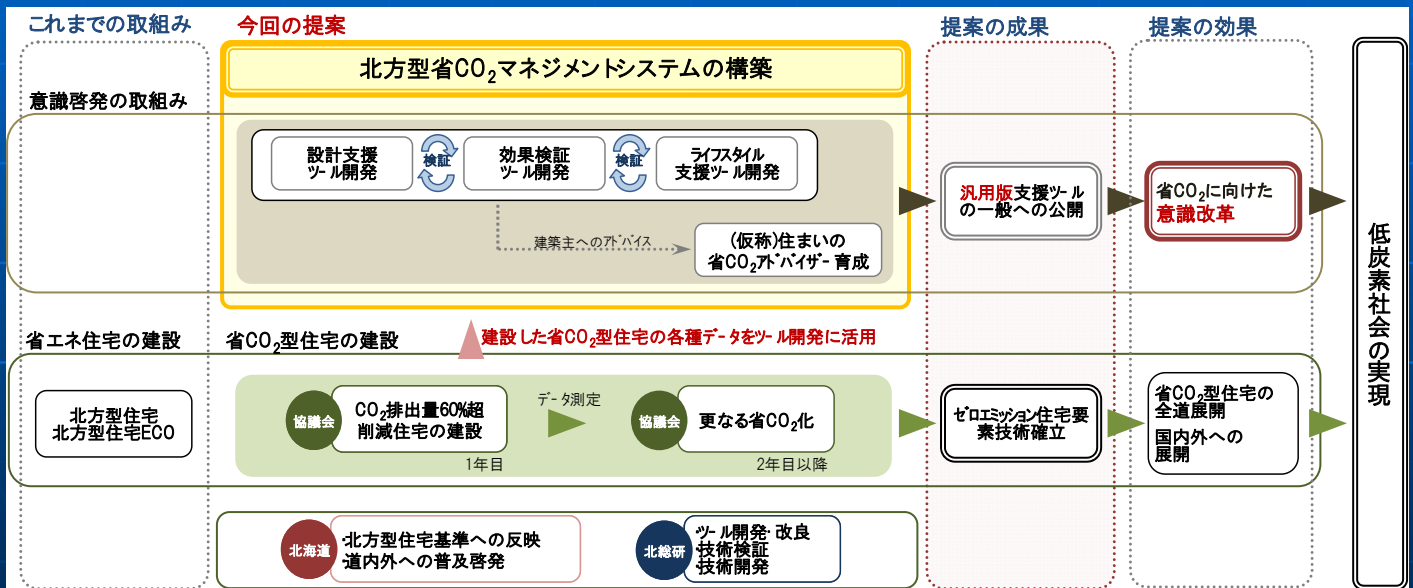 これまでの取組み
今回の提案
提案の成果
提案の効果
北方型省CO₂マネジメントシステムの構築
意識啓発の取組み
設計支援
ツール開発
検証
効果検証
ツール開発
検証
ライフスタイル
支援ツール開発
建築主へのアドバイス
(仮称)住まいの
省CO₂アドバイザー育成
汎用版支援ツール
の一般への公開
省CO₂に向けた
意識改革
低炭素社会の実現
建設した省CO₂型住宅の各種データをツール開発に活用
省エネ住宅の建設
省CO₂型住宅の建設
北方型住宅
北方型住宅ECO
協議会
CO₂排出量60%超
削減住宅の建設
1年目
データ測定
協議会
更なる省CO₂化
2年目以降
ゼロエミッション住宅要
素技術確立
省CO₂型住宅の
全道展開
国内外への
展開
北海道
・北方型住宅基準への反映
・道内外への普及啓発
北総研
・ツール開発・改良
・技術検証
・技術開発